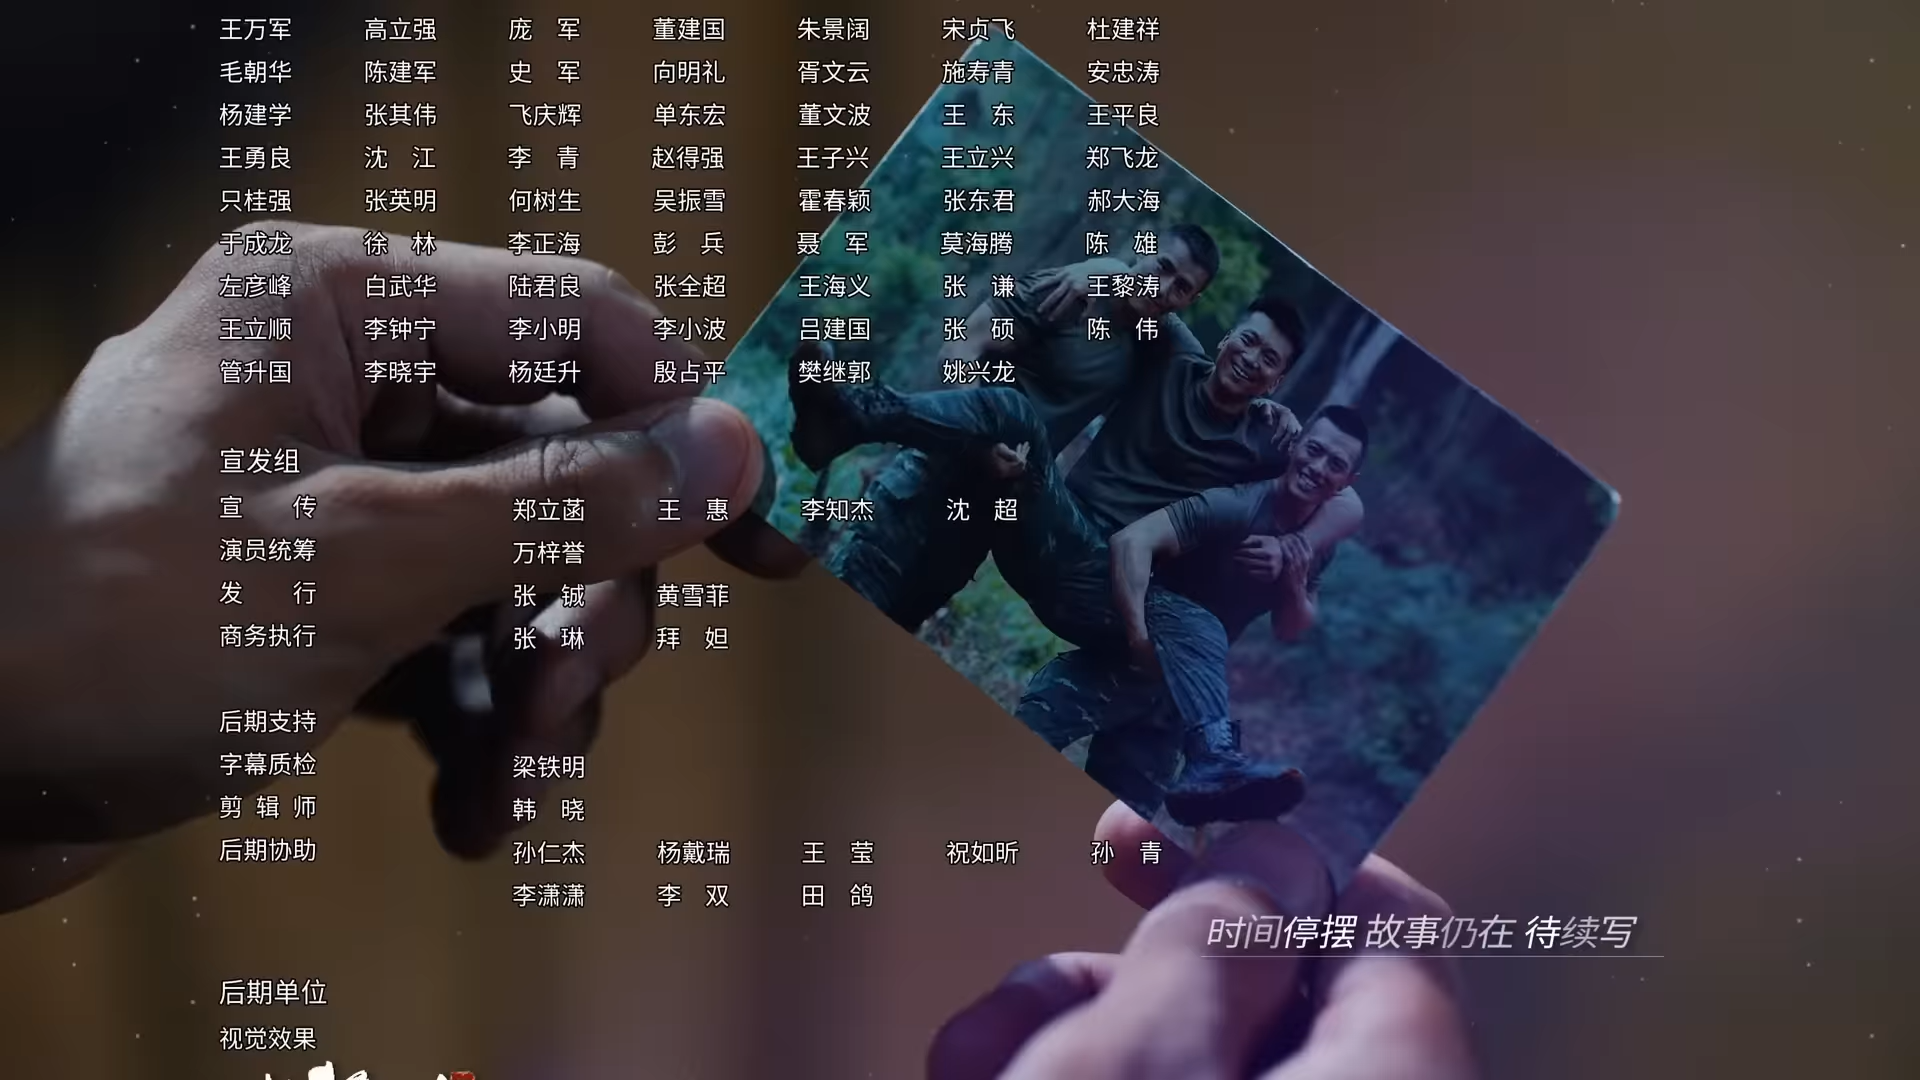 王万军 高立强 庞 军 董建国 朱景阔 宋贞飞 杜建祥
毛朝华 陈建军 史 军 向明礼 胥文云 施寿青 安忠涛
杨建学 张其伟 飞庆辉 单东宏 董文波 王 东 王平良
王勇良 沈 江 李 青 赵得强 王子兴 王立兴 郑飞龙
只桂强 张英明 何树生 吴振雪 霍春颖 张东君 郝大海
于成龙 徐 林 李正海 彭 兵 聂 军 莫海腾 陈 雄
左彦峰 白武华 陆君良 张全超 王海义 张 谦 王黎涛
王立顺 李钟宁 李小明 李小波 吕建国 张 硕 陈 伟
管升国 李晓宇 杨廷升 殷占平 樊继郭 姚兴龙
宣发组
宣 传 郑立菡 王 惠 李知杰 沈 超
演员统筹 万梓誉
发 行 张 铖 黄雪菲
商务执行 张 琳 拜 妲
后期支持
字幕质检 梁铁明
剪 辑 师 韩 晓
后期协助 孙仁杰 杨戴瑞 王 莹 祝如昕 孙 青
李潇潇 李 双 田 鸽
时间停摆 故事仍在 待续写
后期单位
视觉效果